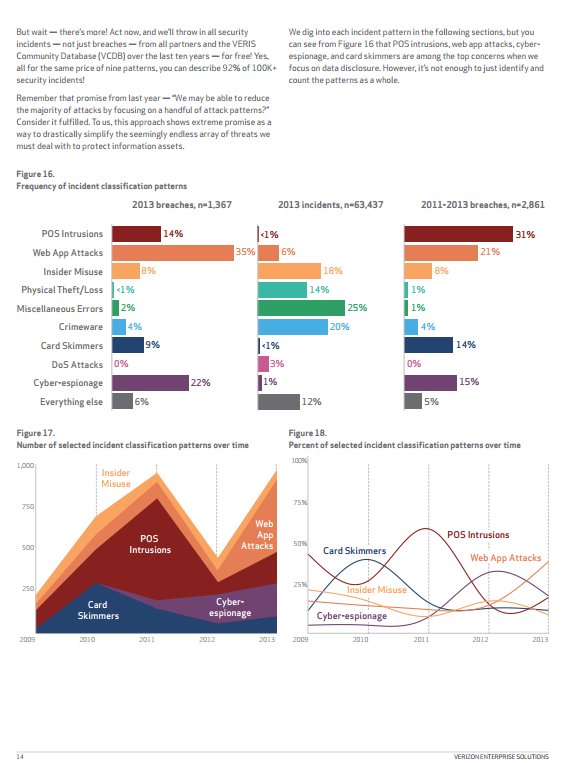 But wait — there's more! Act now, and we'll throw in all security
incidents — not just breaches — from all partners and the VERIS
Community Database (VCDB) over the last ten years — for free! Yes,
all for the same price of nine patterns, you can describe 92% of 100K+
security incidents!
Remember that promise from last year — "We may be able to reduce
the majority of attacks by focusing on a handful of attack patterns?"
Consider it fulfilled. To us, this approach shows extreme promise as a
way to drastically simplify the seemingly endless array of threats we
must deal with to protect information assets.
We dig into each incident pattern in the following sections, but you
can see from Figure 16 that POS intrusions, web app attacks, cyber-
espionage, and card skimmers are among the top concerns when we
focus on data disclosure. However, it's not enough to just identify and
count the patterns as a whole.
Figure 16.
Frequency of incident classification patterns
2013 breaches, n=1,367
2013 incidents, n=63,437
2011-2013 breaches, n=2,861
POS Intrusions 14% <1% 31%
Web App Attacks 35% 6% 21%
Insider Misuse 8% 18% 8%
Physical Theft/Loss <1% 14% 1%
Miscellaneous Errors 2% 25% 1%
Crimeware 4% 20% 4%
Card Skimmers 9% <1% 14%
DoS Attacks 0% 3% 0%
Cyber-espionage 22% 1% 15%
Everything else 6% 12% 5%
Figure 17.
Number of selected incident classification patterns over time
1,000
750
500
250
Insider
Misuse
POS
Intrusions
Web
App
Attacks
Card
Skimmers
Cyber-
espionage
2009 2010 2011 2012 2013
Figure 18.
Percent of selected incident classification patterns over time
100%
75%
50%
25%
POS Intrusions
Card Skimmers
Web App Attacks
Insider Misuse
Cyber-espionage
2009 2010 2011 2012 2013
14
VERIZON ENTERPRISE SOLUTIONS